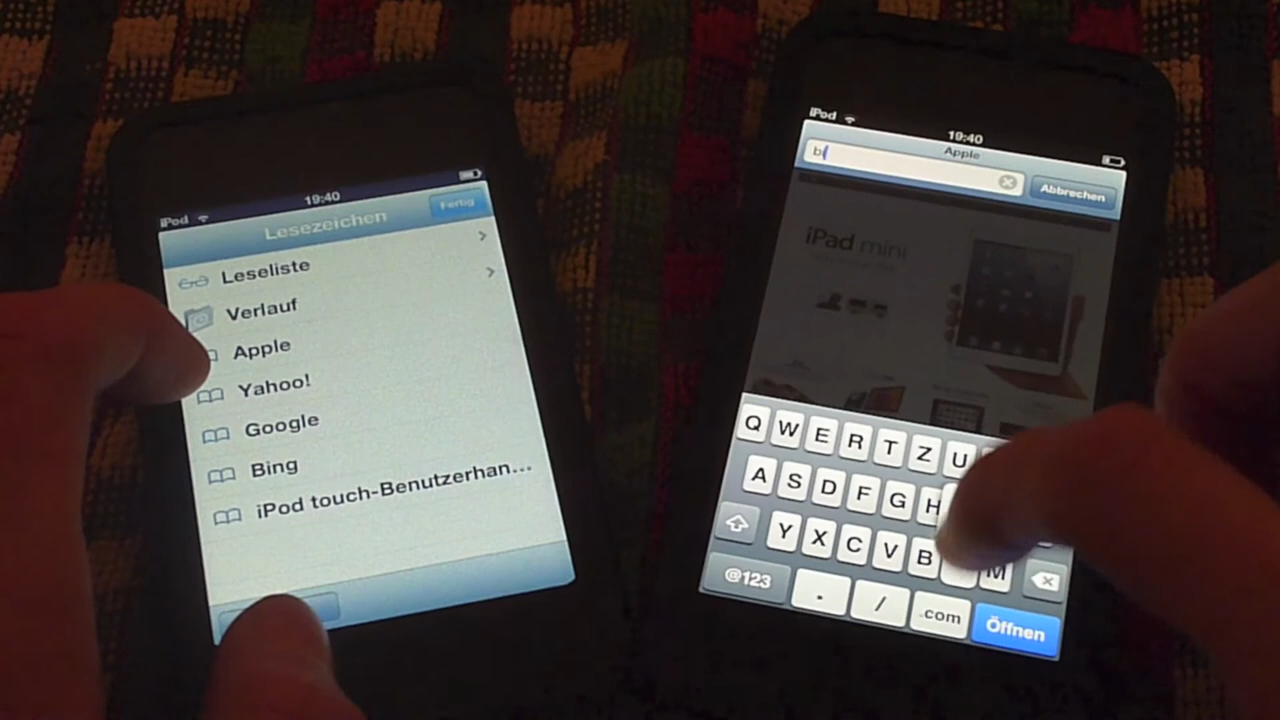 iPod
19:40
Lesezeichen
Fertig
Leseliste
Verlauf
Apple
Yahoo!
Google
Bing
iPod touch-Benutzerhan...
iPod
19:40
Apple
b
Abbrechen
iPad mini
Q W E R T Z U
A S D F G H
Y X C V B M
@123 . / .com Öffnen